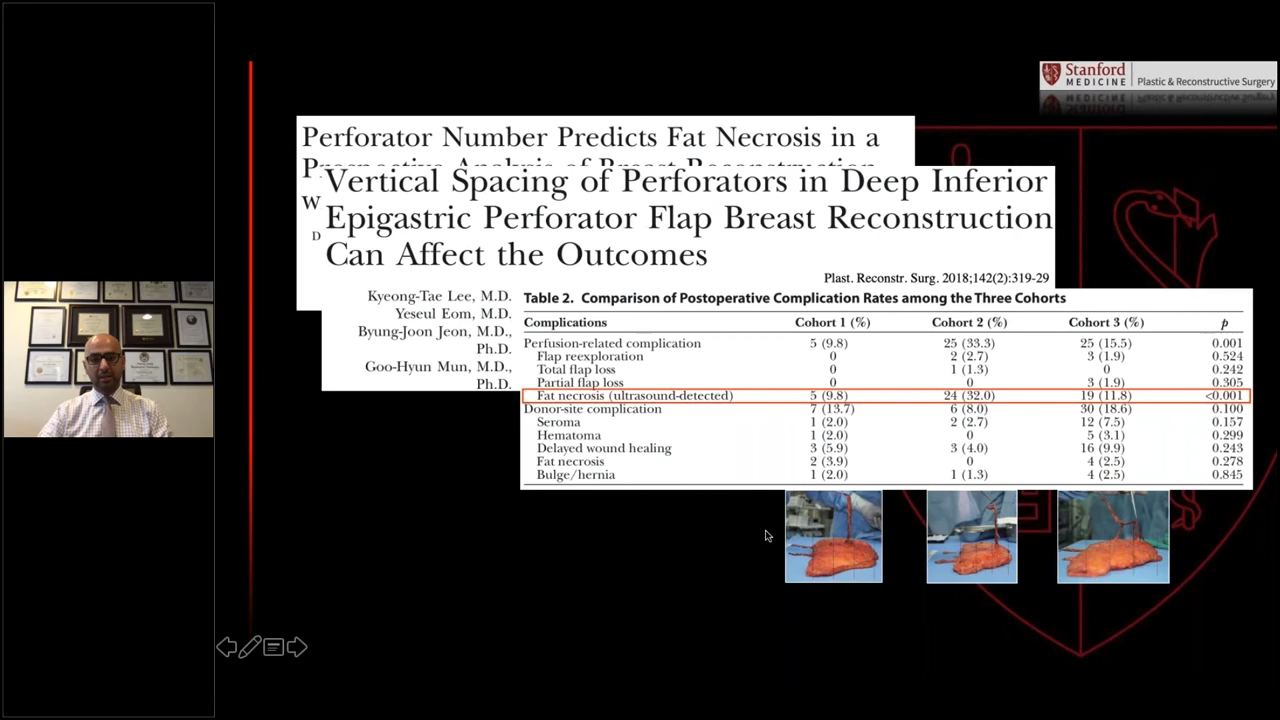 Stanford
MEDICINE
Plastic & Reconstructive Surgery
Perforator Number Predicts Fat Necrosis in a
Prospective Analysis of Breast Reconstruction
W
D
Vertical Spacing of Perforators in Deep Inferior
Epigastric Perforator Flap Breast Reconstruction
Can Affect the Outcomes
Plast. Reconstr. Surg. 2018;142(2):319-29
Kyeong-Tae Lee, M.D.
Yeseul Eom, M.D.
Byung-Joon Jeon, M.D.,
Ph.D.
Goo-Hyun Mun, M.D.,
Ph.D.
Table 2. Comparison of Postoperative Complication Rates among the Three Cohorts
Complications Cohort 1 (%) Cohort 2 (%) Cohort 3 (%) p
Perfusion-related complication 5 (9.8) 25 (33.3) 25 (15.5) 0.001
Flap reexploration 0 2 (2.7) 3 (1.9) 0.524
Total flap loss 0 1 (1.3) 0 0.242
Partial flap loss 0 0 3 (1.9) 0.305
Fat necrosis (ultrasound-detected) 5 (9.8) 24 (32.0) 19 (11.8) <0.001
Donor-site complication 7 (13.7) 6 (8.0) 30 (18.6) 0.100
Seroma 1 (2.0) 2 (2.7) 12 (7.5) 0.157
Hematoma 1 (2.0) 0 5 (3.1) 0.299
Delayed wound healing 3 (5.9) 3 (4.0) 16 (9.9) 0.243
Fat necrosis 2 (3.9) 0 4 (2.5) 0.278
Bulge/hernia 1 (2.0) 1 (1.3) 4 (2.5) 0.845